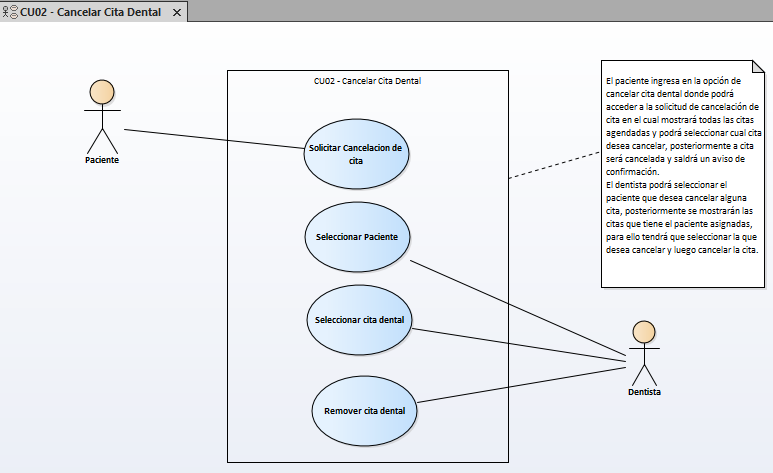 CU02 - Cancelar Cita Dental
CU02 - Cancelar Cita Dental
Paciente
Solicitar Cancelacion de
cita
Seleccionar Paciente
Seleccionar cita dental
Remover cita dental
El paciente ingresa en la opción de
cancelar cita dental donde podrá
acceder a la solicitud de cancelación de
cita en el cual mostrará todas las citas
agendadas y podrá seleccionar cual cita
desea cancelar, posteriormente a cita
será cancelada y saldrá un aviso de
confirmación.
El dentista podrá seleccionar el
paciente que desea cancelar alguna
cita, posteriormente se mostrarán las
citas que tiene el paciente asignadas,
para ello tendrá que seleccionar la que
desea cancelar y luego cancelar la cita.
Dentista